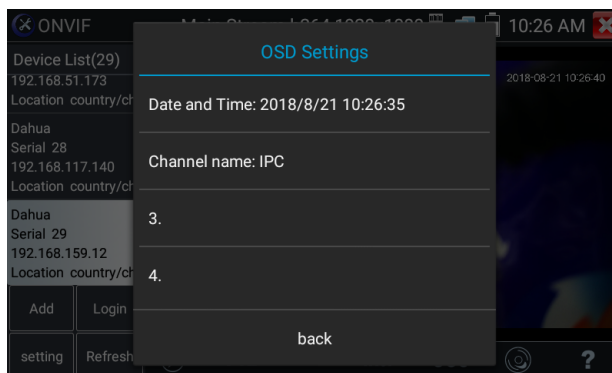 ONVIF
10:26 AM
Device List(29)
192.168.51.173
Location country/ch
Dahua
Serial 28
192.168.117.140
Location country/ch
Dahua
Serial 29
192.168.159.12
Location country/ch
Add
Login
setting
Refresh
OSD Settings
Date and Time: 2018/8/21 10:26:35
Channel name: IPC
3.
4.
back
2018-08-21 10:26:40
?